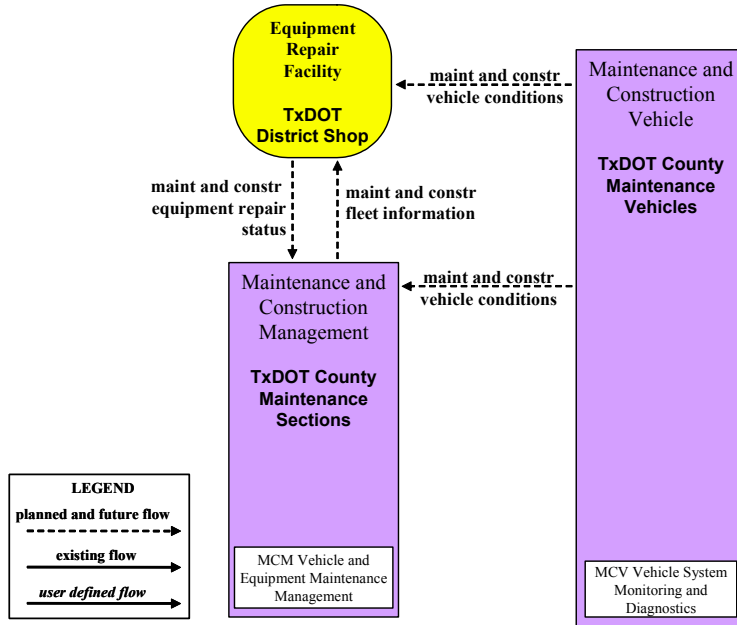 Equipment
Repair
Facility
TxDOT
District Shop
maint and constr
vehicle conditions
Maintenance and
Construction
Vehicle
TxDOT County
Maintenance
Vehicles
maint and constr
equipment repair
status
maint and constr
fleet information
Maintenance and
Construction
Management
TxDOT County
Maintenance
Sections
maint and constr
vehicle conditions
LEGEND
planned and future flow
existing flow
user defined flow
MCM Vehicle and
Equipment Maintenance
Management
MCV Vehicle System
Monitoring and
Diagnostics